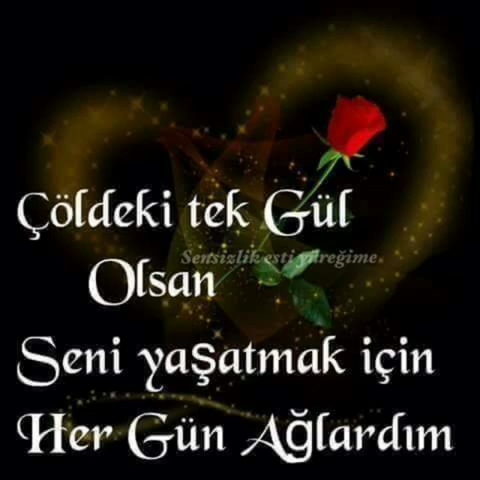 Çöldeki tek Gül
Sensizlik esti yüreğime
Olsan
Seni yaşatmak için
Her Gün Ağlardım